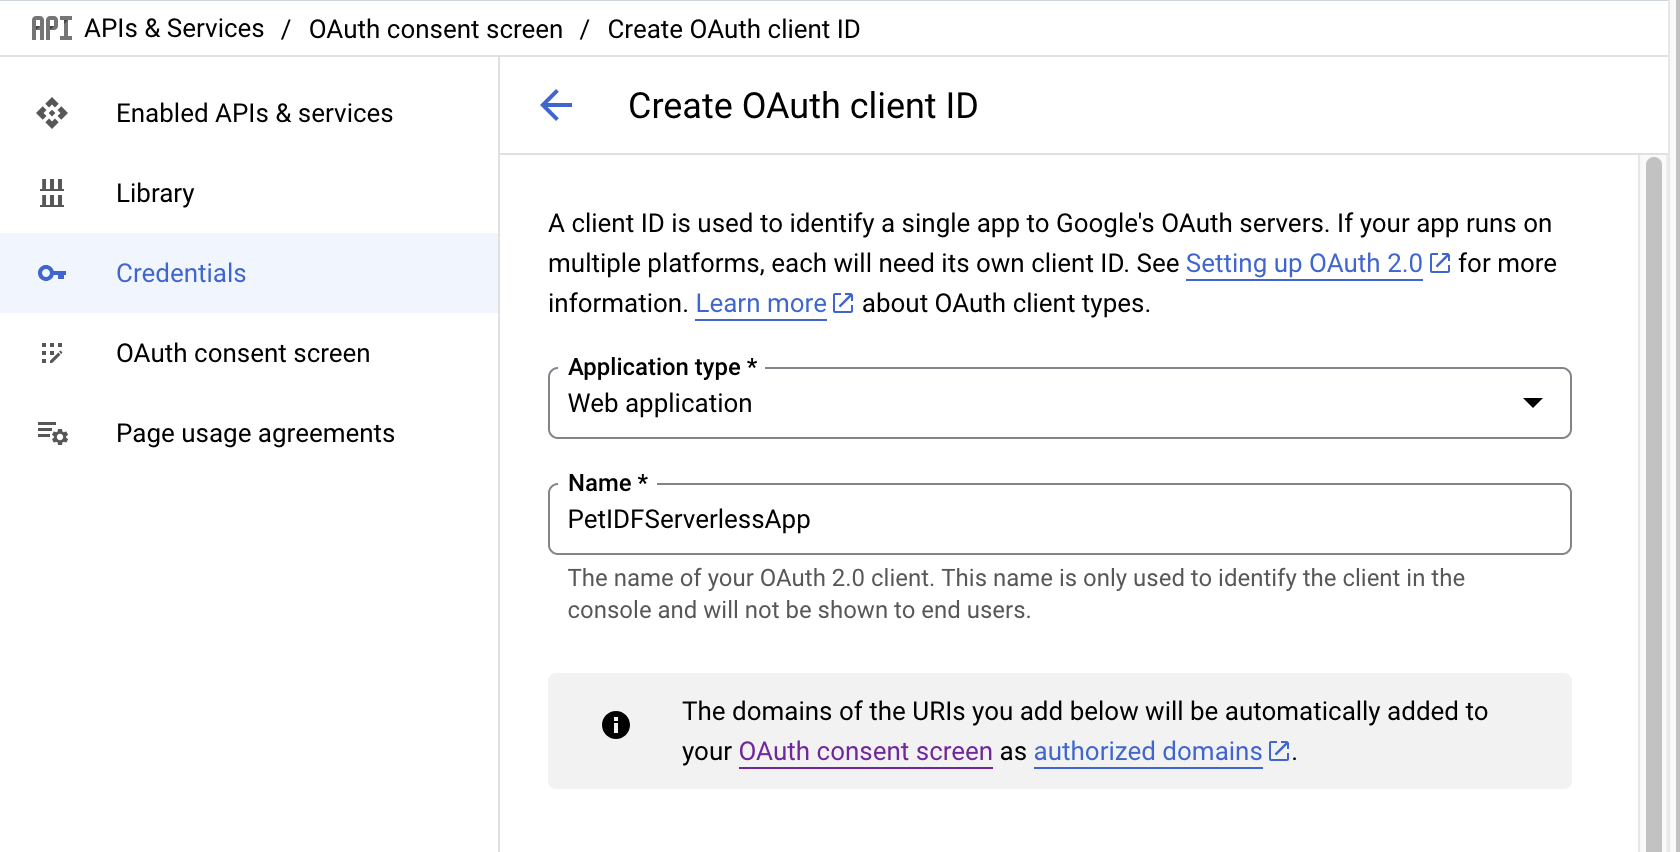 API APIs & Services / OAuth consent screen / Create OAuth client ID
Enabled APIs & services
Library
Credentials
OAuth consent screen
Page usage agreements
Create OAuth client ID
A client ID is used to identify a single app to Google's OAuth servers. If your app runs on
multiple platforms, each will need its own client ID. See Setting up OAuth 2.0 for more
information. Learn more about OAuth client types.
Application type *
Web application
Name *
PetIDFServerlessApp
The name of your OAuth 2.0 client. This name is only used to identify the client in the
console and will not be shown to end users.
The domains of the URIs you add below will be automatically added to
your OAuth consent screen as authorized domains.